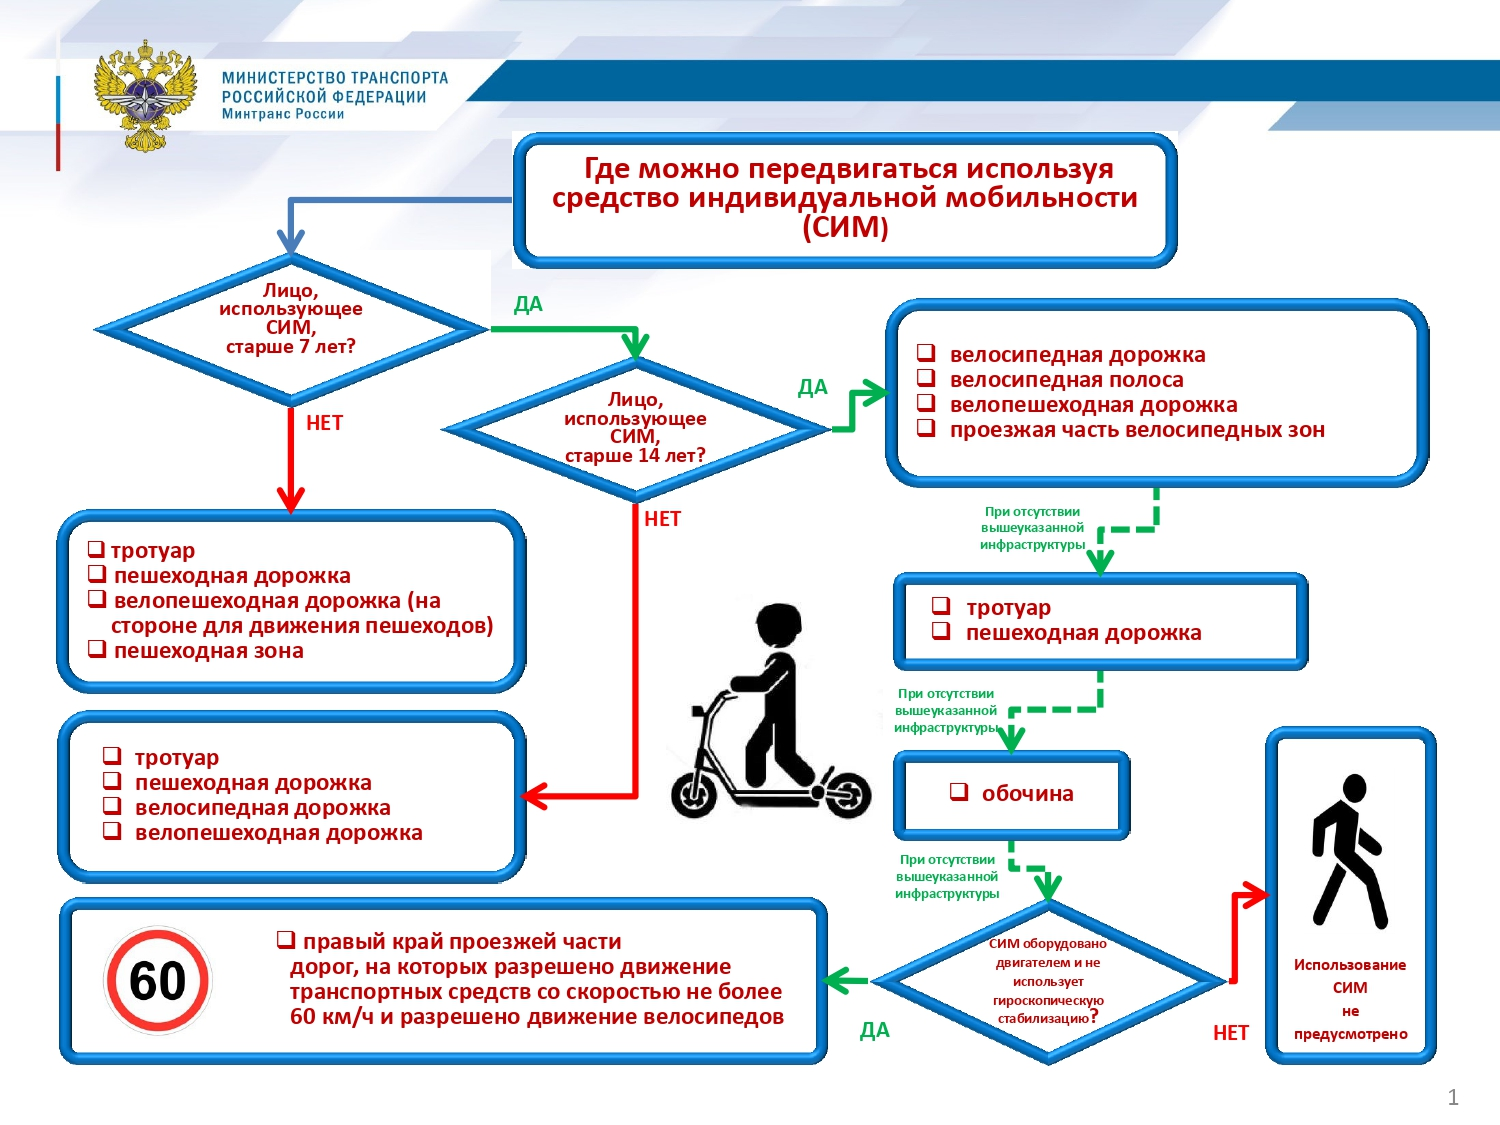 МИНИСТЕРСТВО ТРАНСПОРТА
РОССИЙСКОЙ ФЕДЕРАЦИИ
Минтранс России
Где можно передвигаться используя
средство индивидуальной мобильности
(СИМ)
Лицо,
использующее
СИМ,
старше 7 лет?
ДА
НЕТ
Лицо,
использующее
СИМ,
старше 14 лет?
ДА
НЕТ
велосипедная дорожка
велосипедная полоса
велопешеходная дорожка
проезжая часть велосипедных зон
При отсутствии
вышеуказанной
инфраструктуры
тротуар
пешеходная дорожка
велопешеходная дорожка (на
стороне для движения пешеходов)
пешеходная зона
тротуар
пешеходная дорожка
При отсутствии
вышеуказанной
инфраструктуры
тротуар
пешеходная дорожка
велосипедная дорожка
велопешеходная дорожка
обочина
При отсутствии
вышеуказанной
инфраструктуры
60
правый край проезжей части
дорог, на которых разрешено движение
транспортных средств со скоростью не более
60 км/ч и разрешено движение велосипедов
СИМ оборудовано
двигателем и не
использует
гироскопическую
стабилизацию?
ДА
НЕТ
Использование
СИМ
не
предусмотрено
1